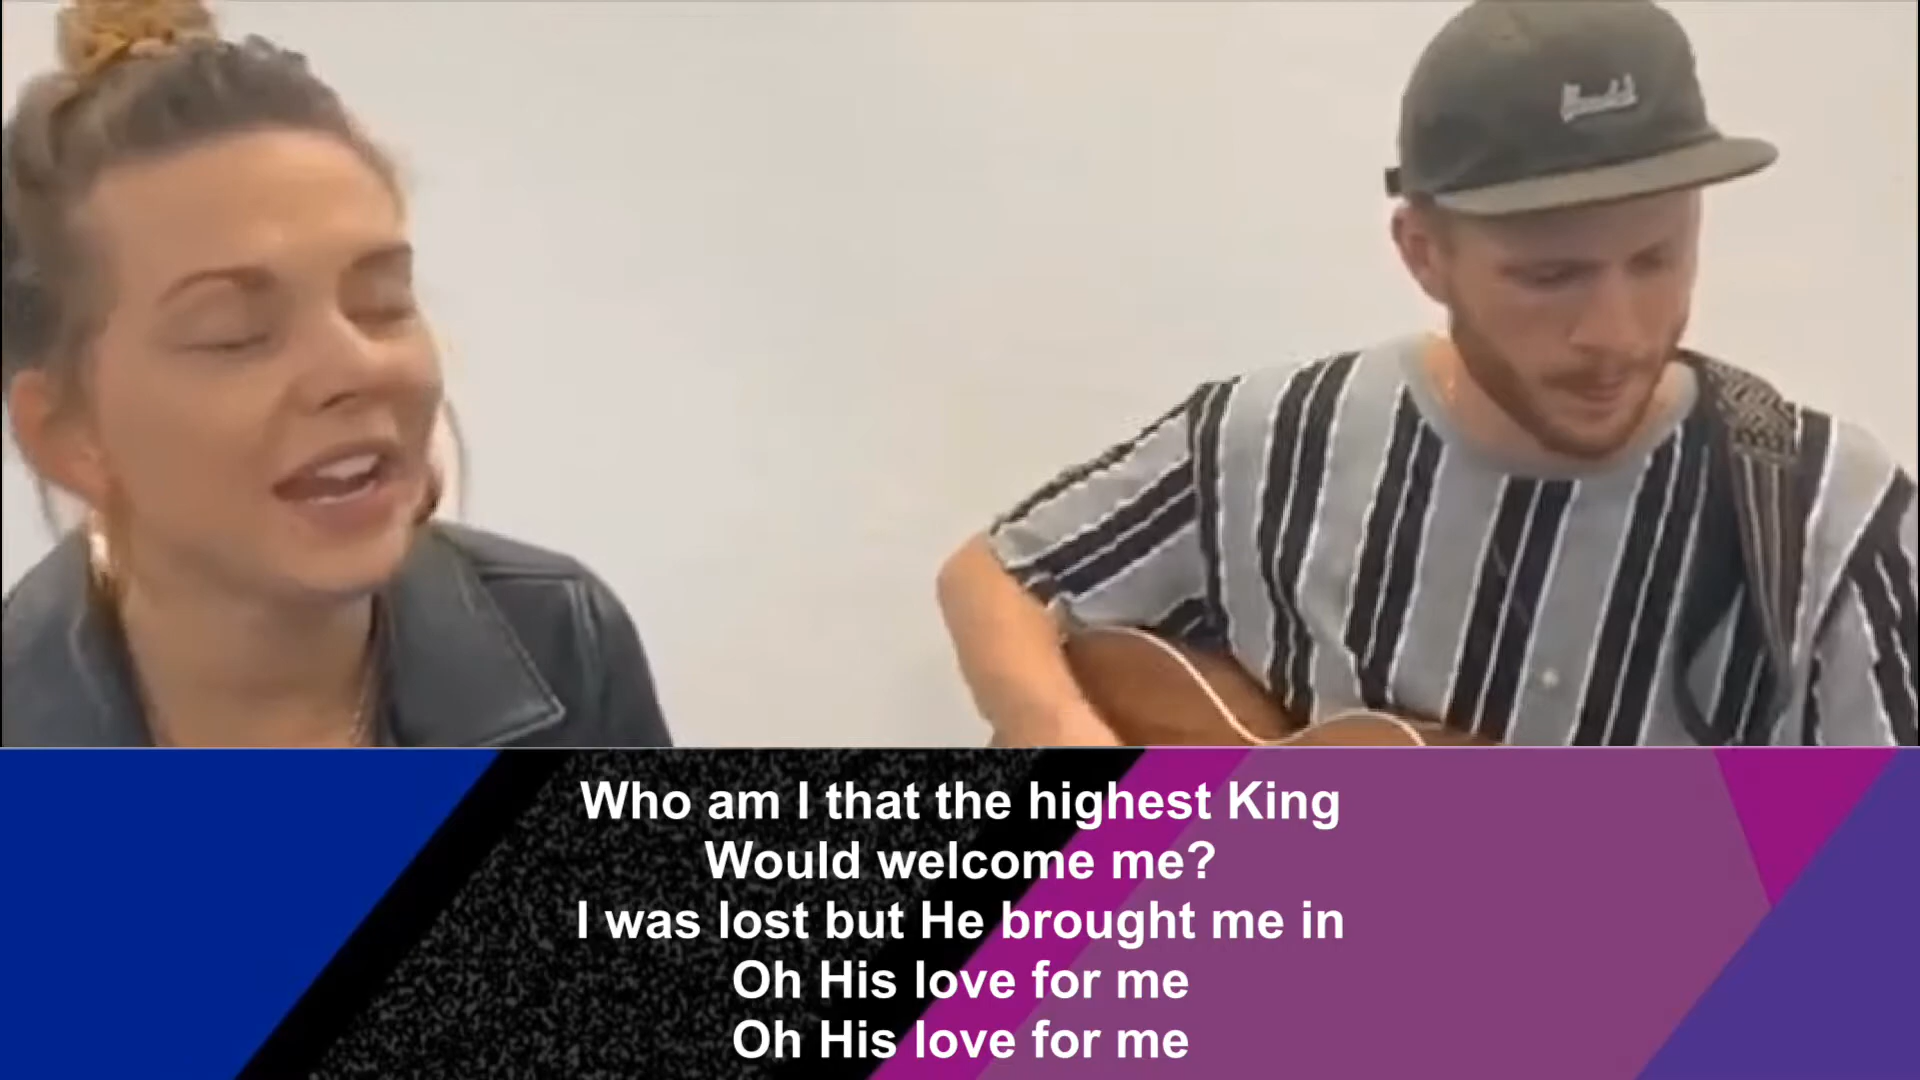 Who am I that the highest King
Would welcome me?
I was lost but He brought me in
Oh His love for me
Oh His love for me